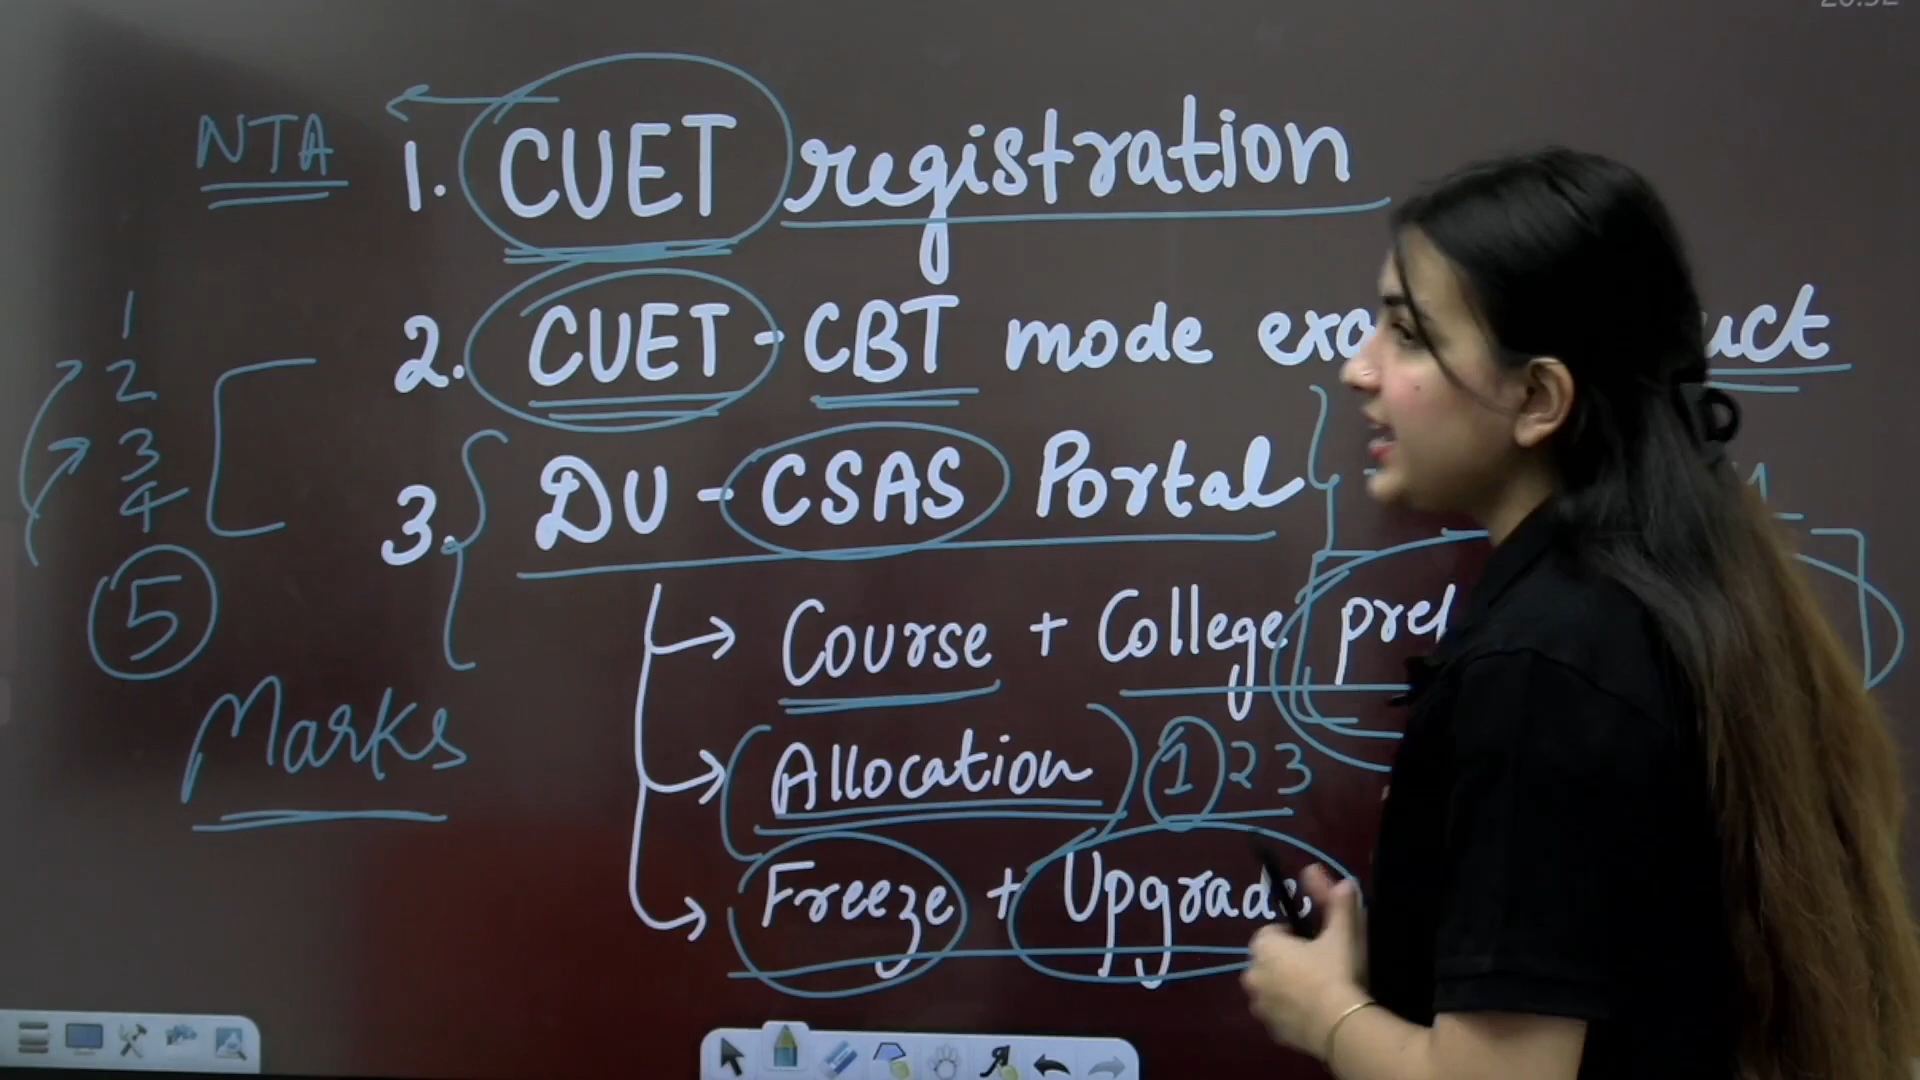 NTA
1. CUET registration
2. CUET - CBT mode
3. DU - CSAS Portal
→ Course + College
→ Allocation 1 2 3
→ Freeze + Upgrade
1
2
3
4
5
Marks